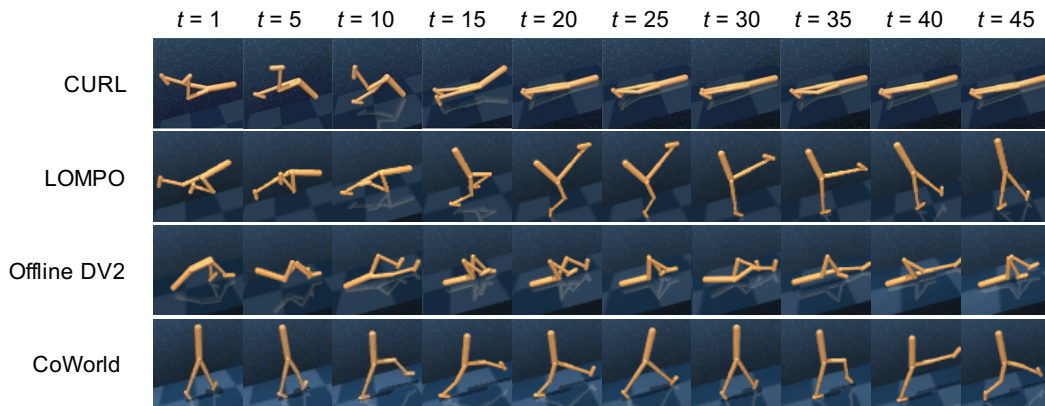 t = 1 t = 5 t = 10 t = 15 t = 20 t = 25 t = 30 t = 35 t = 40 t = 45
CURL
LOMPO
Offline DV2
CoWorld